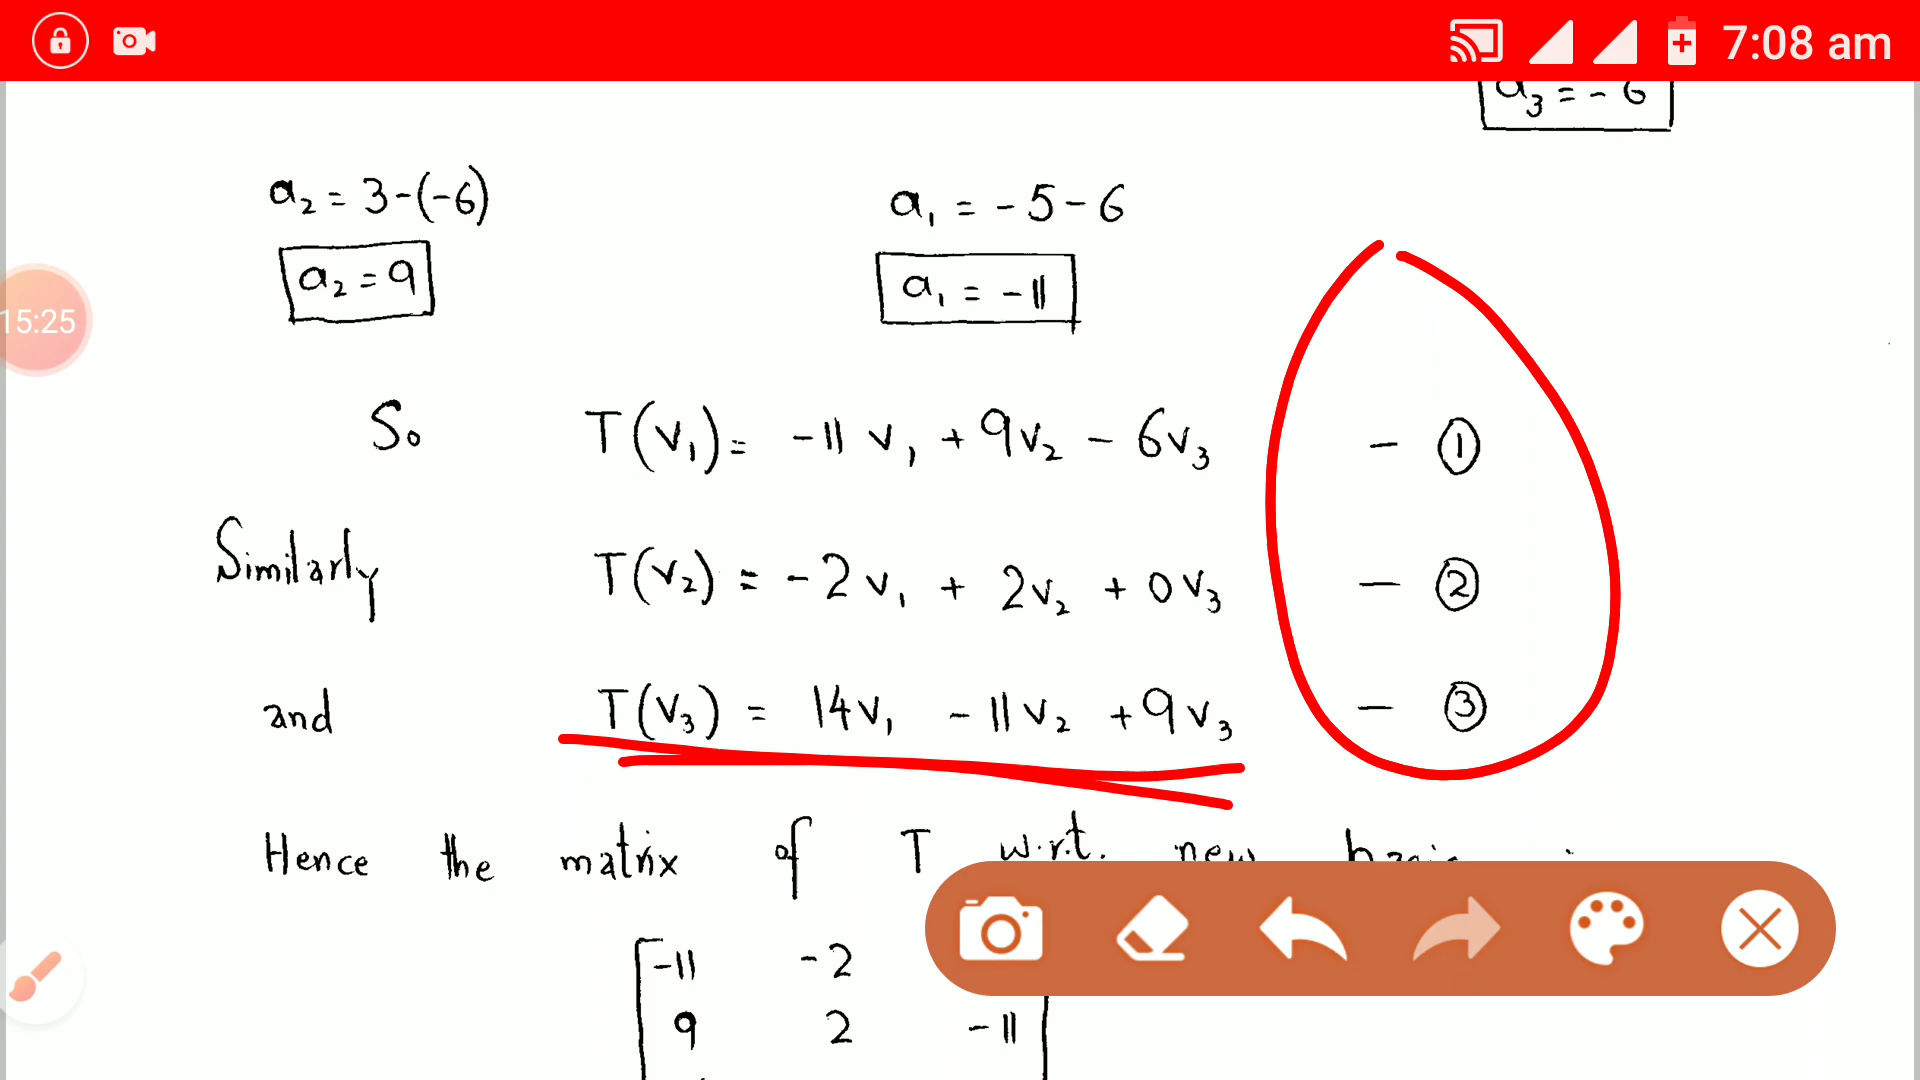 7:08 am
a₃ = - 6
a₂ = 3-(-6)
a₁ = - 5 - 6
a₂ = 9
a₁ = - 11
15:25
So T(v₁) = - 11 v₁ + 9v₂ - 6v₃ - ①
Similarly T(v₂) = - 2 v₁ + 2v₂ + 0 v₃ - ②
and T(v₃) = 14v₁ - 11 v₂ + 9 v₃ - ③
Hence the matrix of T w.r.t. new
-11 -2
9 2 -11